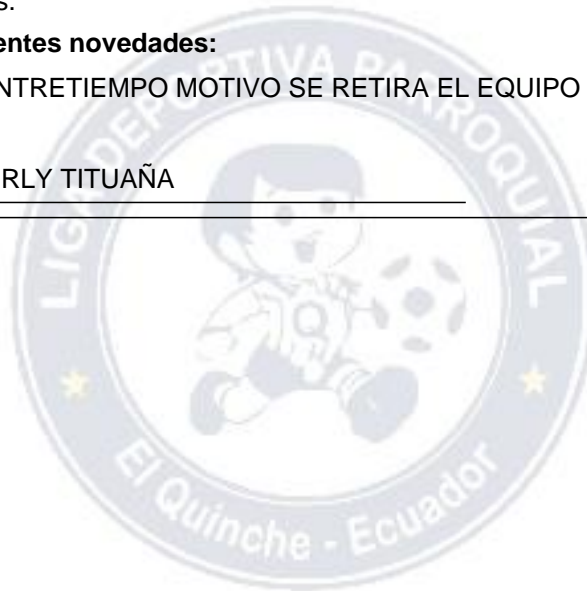 s.
entes novedades:
NTRETIEMPO MOTIVO SE RETIRA EL EQUIPO
RLY TITUAÑA
LIGA DEPORTIVA PARROQUIAL
Q
El Quinche - Ecuador